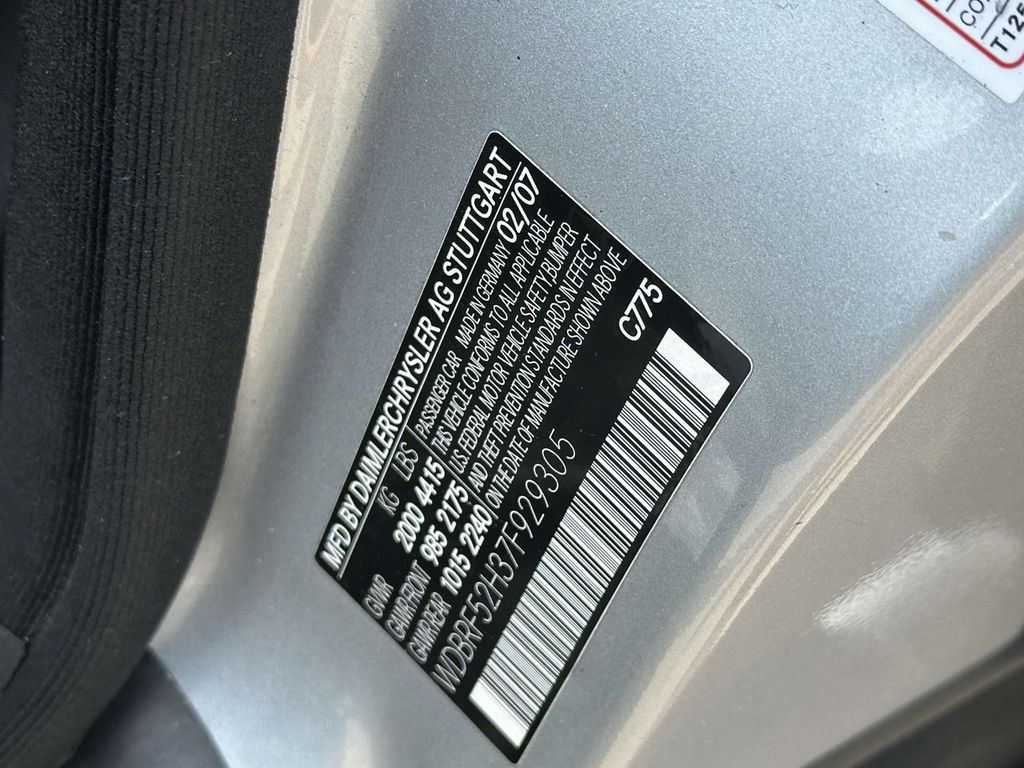 MFD BY DAIMLERCHRYSLER AG STUTTGART
KG LBS PASSENGER CAR MADE IN GERMANY 02/07
GVWR 2000 4415 THIS VEHICLE CONFORMS TO ALL APPLICABLE
GAWR FRON 985 2175 U.S. FEDERAL MOTOR VEHICLE SAFETY, BUMPER
GAWR REAR 1015 2240 AND THEFT PREVENTION STANDARDS IN EFFECT
ON THE DATE OF MANUFACTURE SHOWN ABOVE
WDBRF52H37F929305
C775